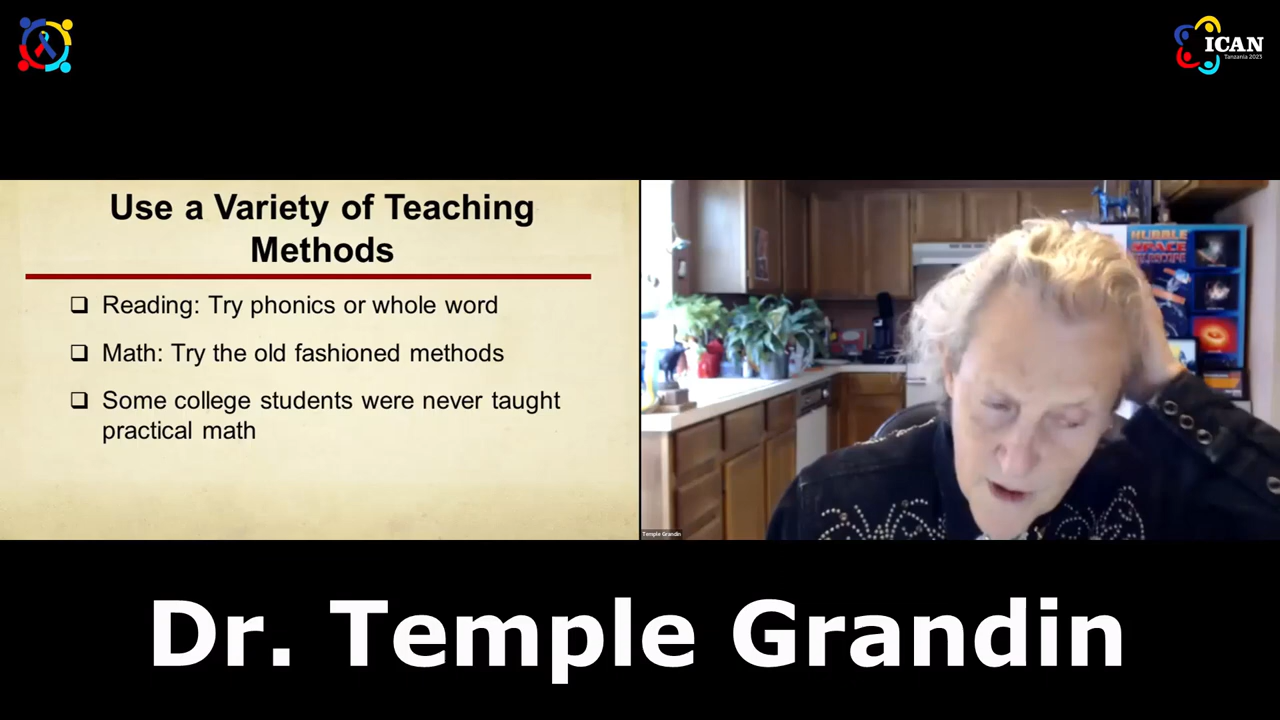 ICAN
Tanzania 2023
Use a Variety of Teaching
Methods
Reading: Try phonics or whole word
Math: Try the old fashioned methods
Some college students were never taught
practical math
HUBBLE
SPACE
TELESCOPE
Temple Grandin
Dr. Temple Grandin